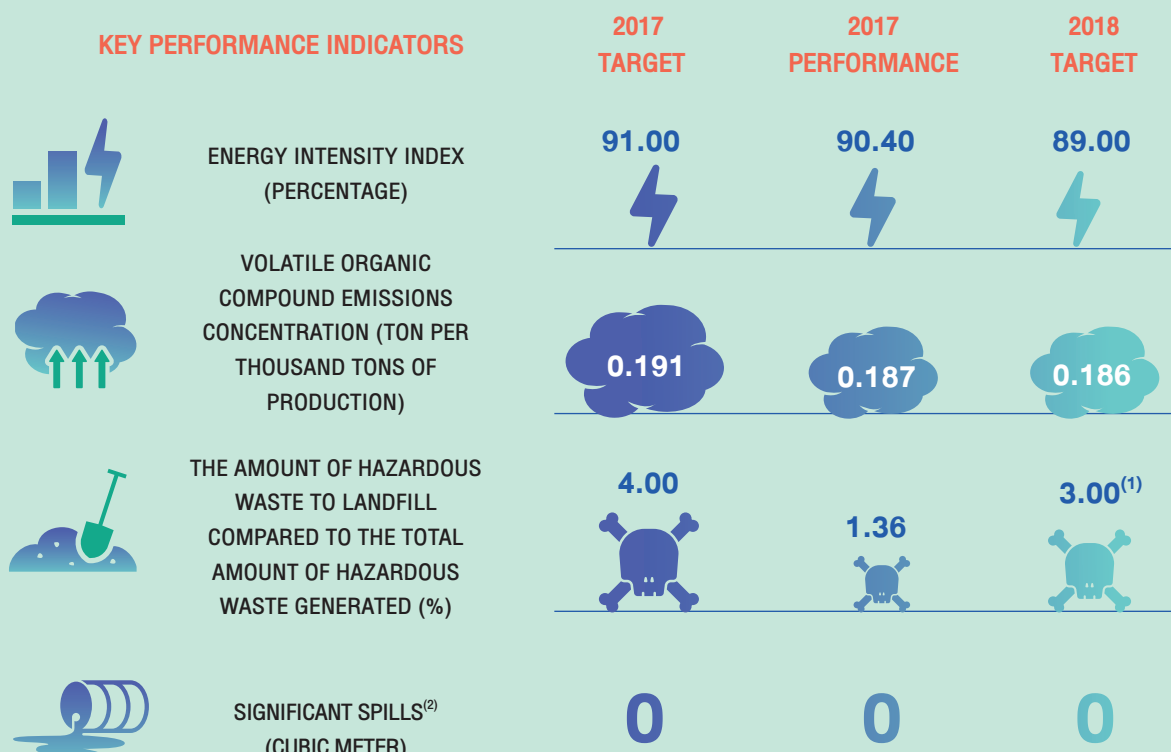 KEY PERFORMANCE INDICATORS
2017
TARGET
2017
PERFORMANCE
2018
TARGET
ENERGY INTENSITY INDEX
(PERCENTAGE)
91.00
90.40
89.00
VOLATILE ORGANIC
COMPOUND EMISSIONS
CONCENTRATION (TON PER
THOUSAND TONS OF
PRODUCTION)
0.191
0.187
0.186
THE AMOUNT OF HAZARDOUS
WASTE TO LANDFILL
COMPARED TO THE TOTAL
AMOUNT OF HAZARDOUS
WASTE GENERATED (%)
4.00
1.36
3.00(1)
SIGNIFICANT SPILLS(2)
(CUBIC METER)
0
0
0